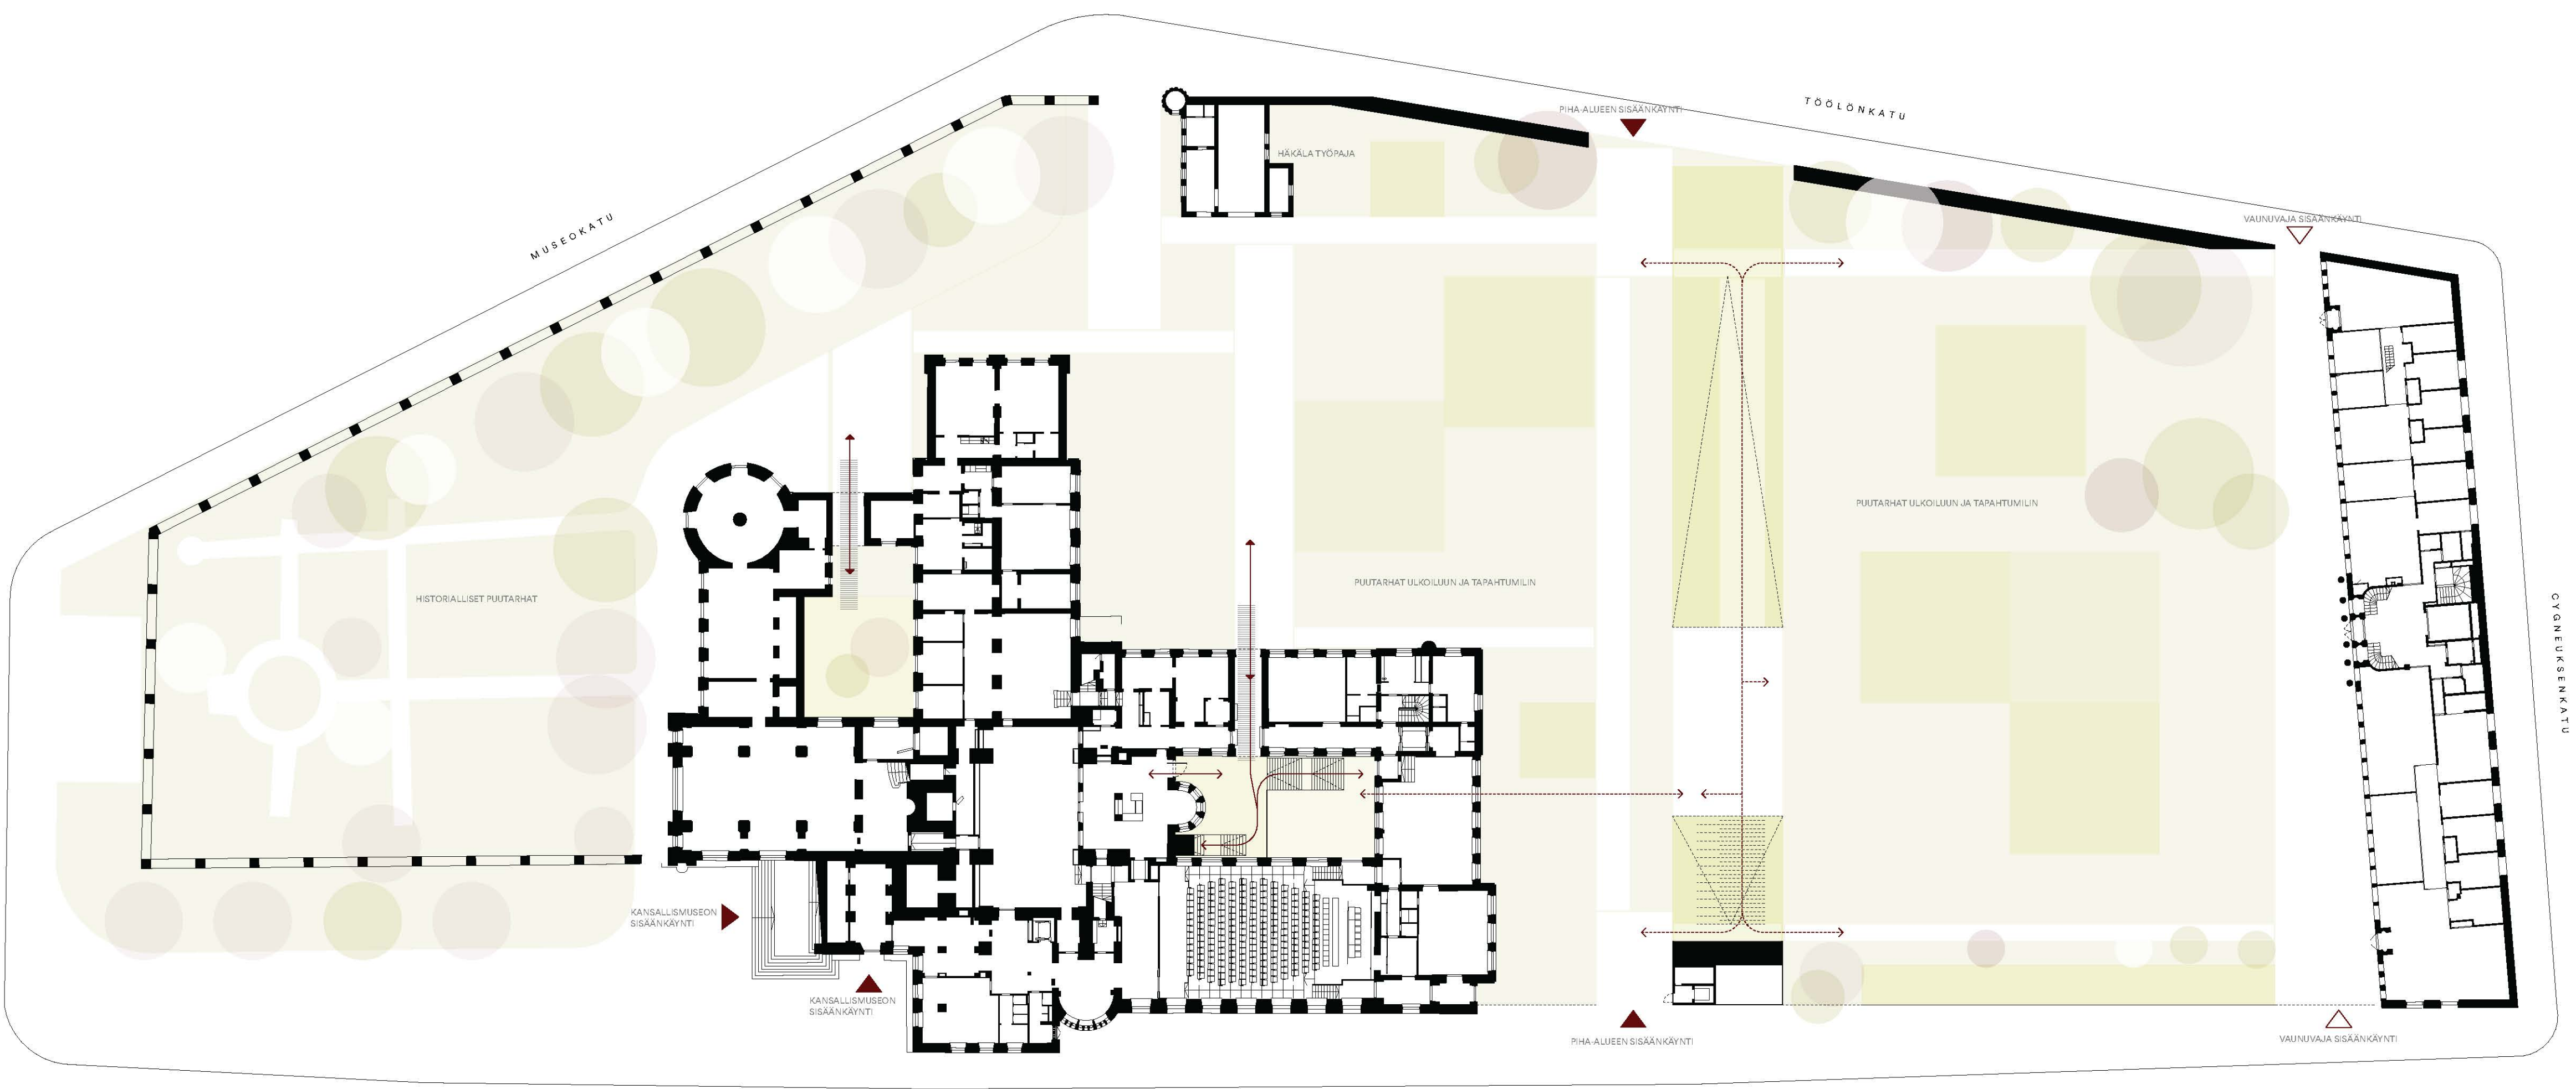 TÖÖLÖNKATU
PIHA-ALUEEN SISÄÄNKÄYNTI
HÄKÄLÄ TYÖPAJA
MUSEOKATU
VAUNUVAJA SISÄÄNKÄYNTI
PUUTARHAT ULKOILUUN JA TAPAHTUMILIN
PUUTARHAT ULKOILUUN JA TAPAHTUMILIN
HISTORIALLISET PUUTARHAT
CYGNEUKSENKATU
KANSALLISMUSEON
SISÄÄNKÄYNTI
KANSALLISMUSEON
SISÄÄNKÄYNTI
PIHA-ALUEEN SISÄÄNKÄYNTI
VAUNUVAJA SISÄÄNKÄYNTI